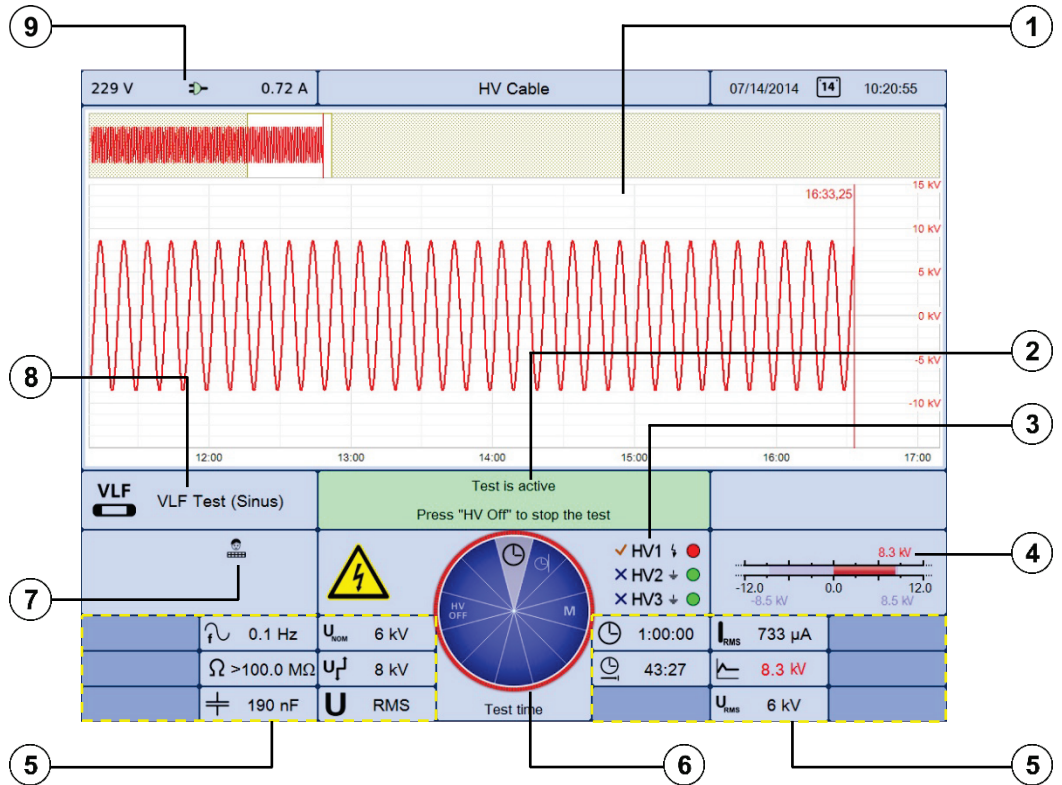 9
1
229 V 0.72 A HV Cable 07/14/2014 14 10:20:55
16:33,25
15 kV
10 kV
5 kV
0 kV
-5 kV
-10 kV
12:00 13:00 14:00 15:00 16:00 17:00
8
2
3
VLF VLF Test (Sinus)
Test is active
Press "HV Off" to stop the test
HV1
HV2
HV3
HV OFF
M
8.3 kV
-12.0 0.0 12.0
-8.5 kV 8.5 kV
4
7
f 0.1 Hz UNOM 6 kV 1:00:00 IRMS 733 µA
Ω >100.0 MΩ U 8 kV 43:27 8.3 kV
190 nF U RMS Test time URMS 6 kV
5
6
5